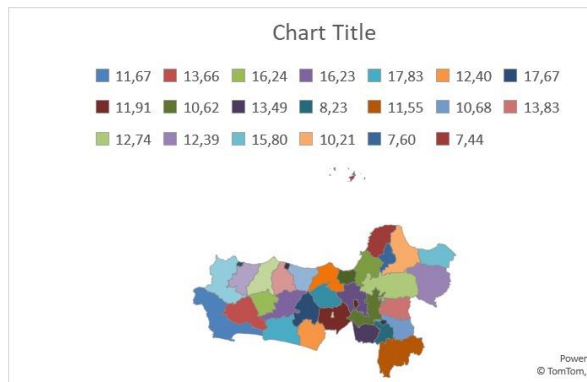 Chart Title
11,67 13,66 16,24 16,23 17,83 12,40 17,67
11,91 10,62 13,49 8,23 11,55 10,68 13,83
12,74 12,39 15,80 10,21 7,60 7,44
Power
© TomTom,